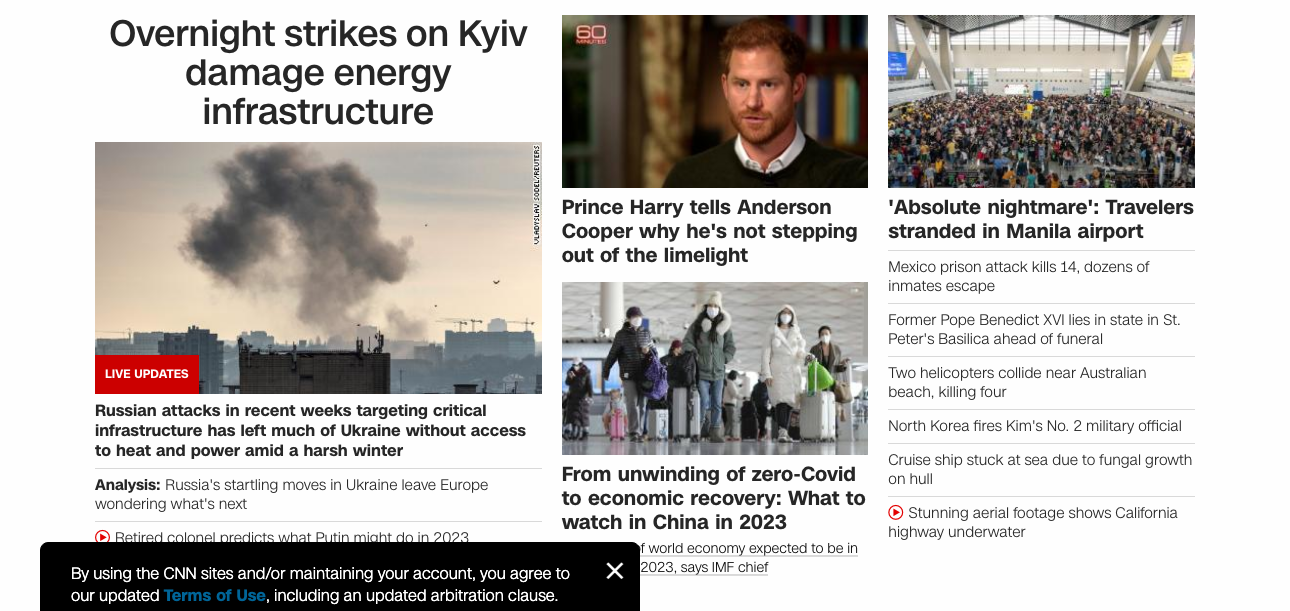 Overnight strikes on Kyiv
damage energy
infrastructure
VLADYSLAV SODEL/REUTERS
LIVE UPDATES
Russian attacks in recent weeks targeting critical
infrastructure has left much of Ukraine without access
to heat and power amid a harsh winter
Analysis: Russia's startling moves in Ukraine leave Europe
wondering what's next
Retired colonel predicts what Putin might do in 2023
60
MINUTES
Prince Harry tells Anderson
Cooper why he's not stepping
out of the limelight
From unwinding of zero-Covid
to economic recovery: What to
watch in China in 2023
of world economy expected to be in
2023, says IMF chief
'Absolute nightmare': Travelers
stranded in Manila airport
Mexico prison attack kills 14, dozens of
inmates escape
Former Pope Benedict XVI lies in state in St.
Peter's Basilica ahead of funeral
Two helicopters collide near Australian
beach, killing four
North Korea fires Kim's No. 2 military official
Cruise ship stuck at sea due to fungal growth
on hull
Stunning aerial footage shows California
highway underwater
By using the CNN sites and/or maintaining your account, you agree to
our updated Terms of Use, including an updated arbitration clause.